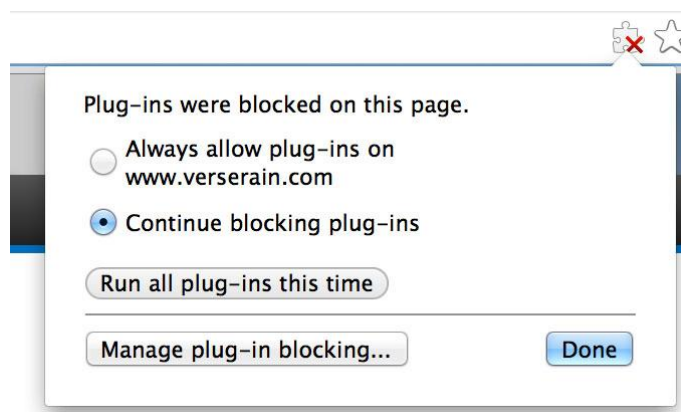 Plug-ins were blocked on this page.
Always allow plug-ins on
www.verserain.com
Continue blocking plug-ins
Run all plug-ins this time
Manage plug-in blocking...
Done